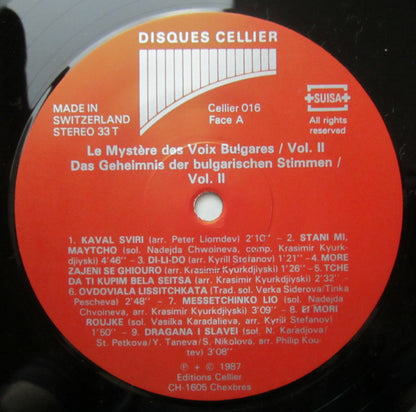 DISQUES CELLIER
MADE IN
SWITZERLAND
STEREO 33 T
Cellier 016
Face A
+SUISA+
All rights
reserved
Le Mystère des Voix Bulgares / Vol. II
Das Geheimnis der bulgarischen Stimmen /
Vol. II
1. KAVAL SVIRI (arr. Peter Liomdev) 2'10" – 2. STANI MI,
MAYTCHO (sol. Nadejda Chvoineva, comp. Krasimir Kyurk-
djiyski) 4'46" – 3. DI-LI-DO (arr. Kyrill Stefanov) 1'21" – 4. MORE
ZAJENI SE GHIOURO (arr. Krasimir Kyurkdjiyski) 1'26" – 5. TCHE
DA TI KUPIM BELA SEITSA (arr. Krasimir Kyurkdjiyski) 2'32" –
6. OVDOVIALA LISSITCHKATA (Trad. sol. Verka Siderova/Tinka
Pescheva) 2'48" – 7. MESSETCHINKO LIO (sol. Nadejda
Chvoineva, arr. Krasimir Kyurkdjiyski) 3'08" – 8. EI MORI
ROUJKE (sol. Vasilka Karadalieva, arr. Kyrill Stefanov)
1'50" – 9. DRAGANA I SLAVEI (sol. N. Karadjova/
St. Petkova/Y. Taneva/S. Nikolova, arr. Philip Kou-
tev) 3'08"
℗ + © 1987
Editions Cellier
CH-1605 Chexbres